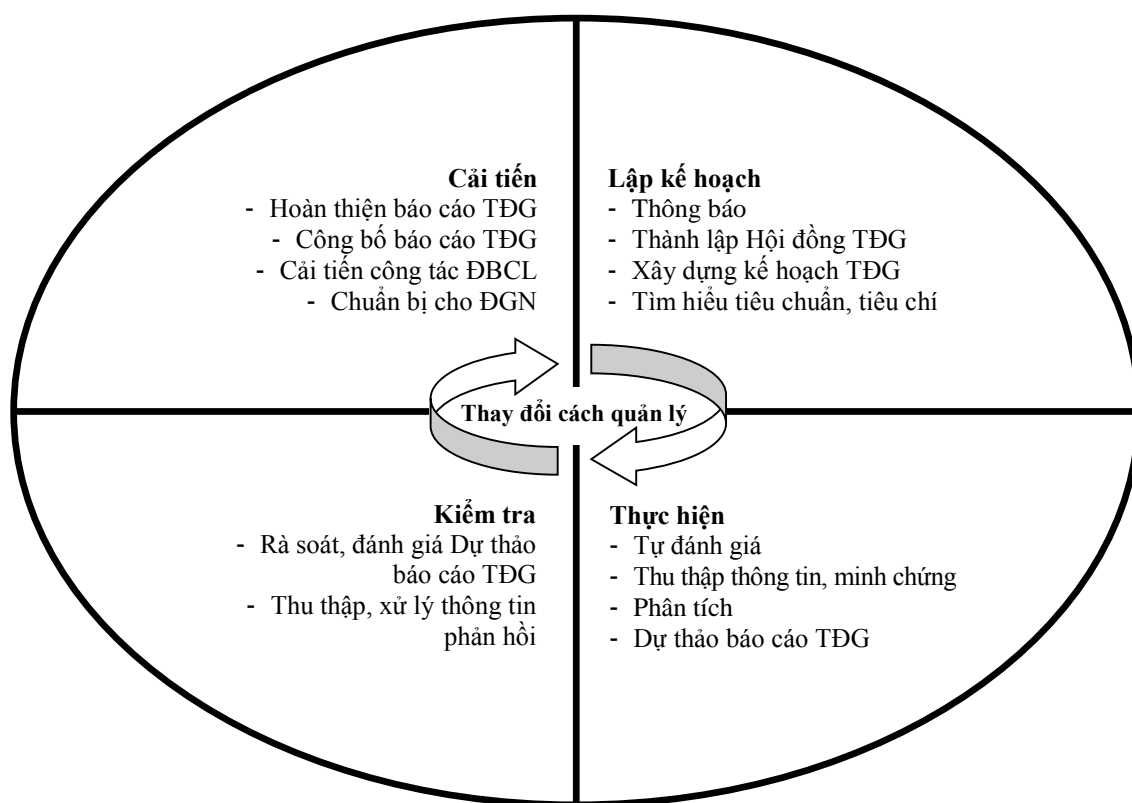 Cải tiến
- Hoàn thiện báo cáo TĐG
- Công bố báo cáo TĐG
- Cải tiến công tác ĐBCL
- Chuẩn bị cho ĐGN
Lập kế hoạch
- Thông báo
- Thành lập Hội đồng TĐG
- Xây dựng kế hoạch TĐG
- Tìm hiểu tiêu chuẩn, tiêu chí
Thay đổi cách quản lý
Kiểm tra
- Rà soát, đánh giá Dự thảo
báo cáo TĐG
- Thu thập, xử lý thông tin
phản hồi
Thực hiện
- Tự đánh giá
- Thu thập thông tin, minh chứng
- Phân tích
- Dự thảo báo cáo TĐG